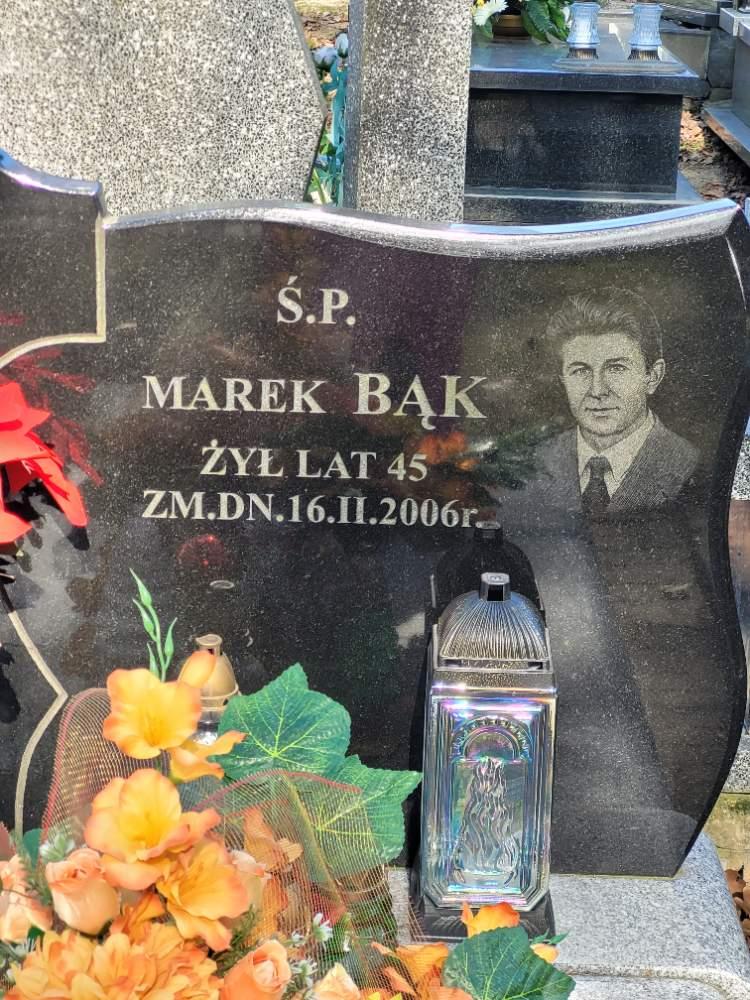 Ś.P.
MAREK BĄK
ŻYŁ LAT 45
ZM.DN.16.II.2006r.